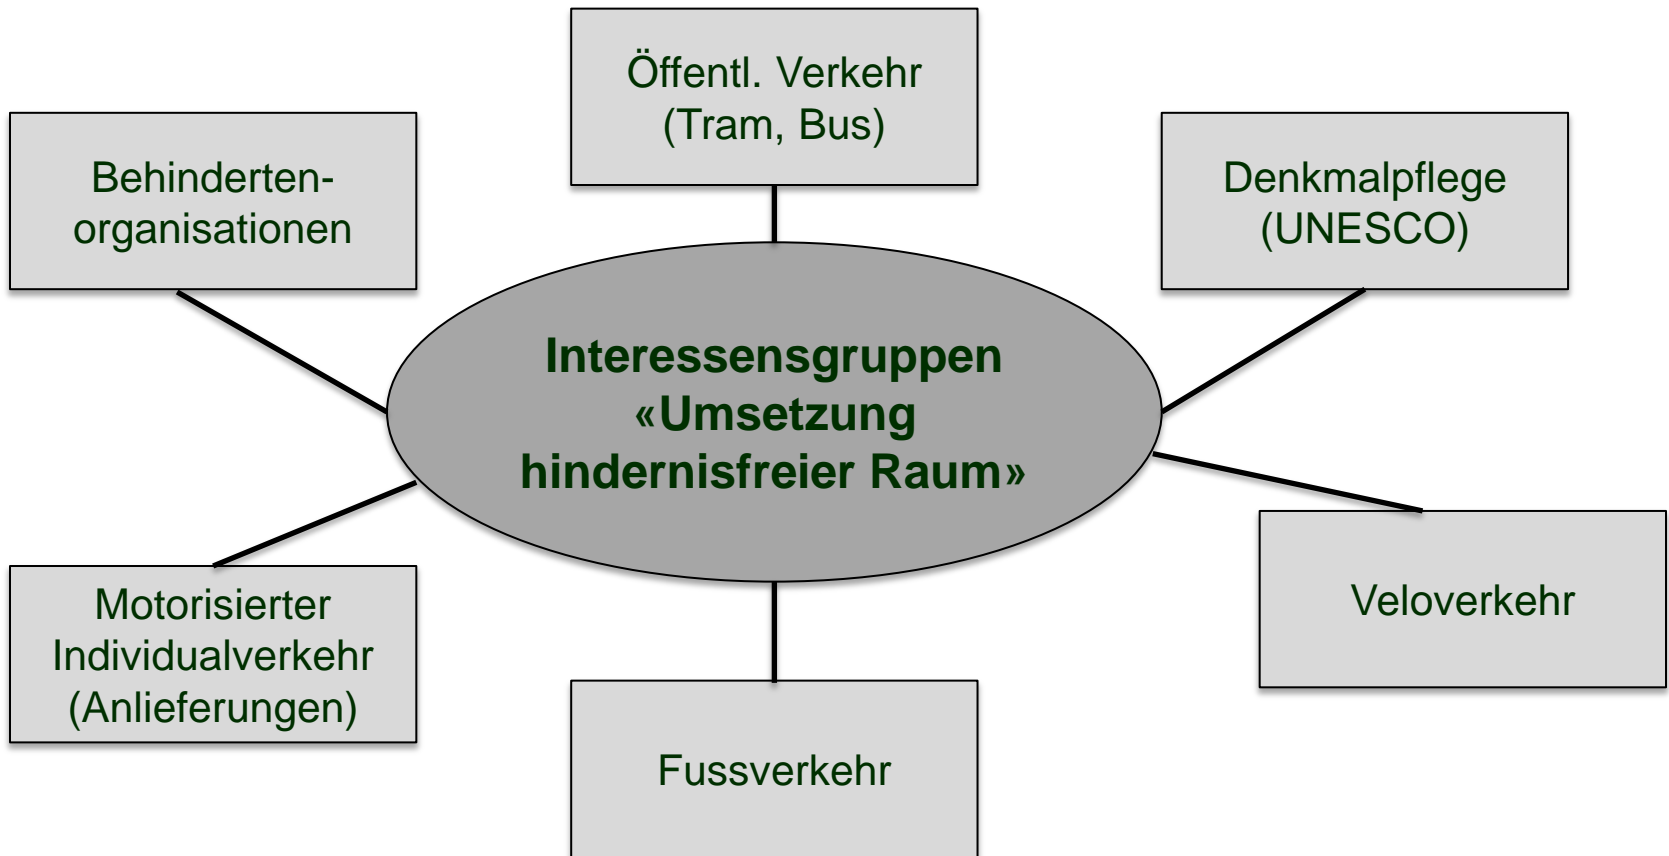 Öffentl. Verkehr
(Tram, Bus)
Behinderten-
organisationen
Denkmalpflege
(UNESCO)
Interessensgruppen
«Umsetzung
hindernisfreier Raum»
Motorisierter
Individualverkehr
(Anlieferungen)
Veloverkehr
Fussverkehr